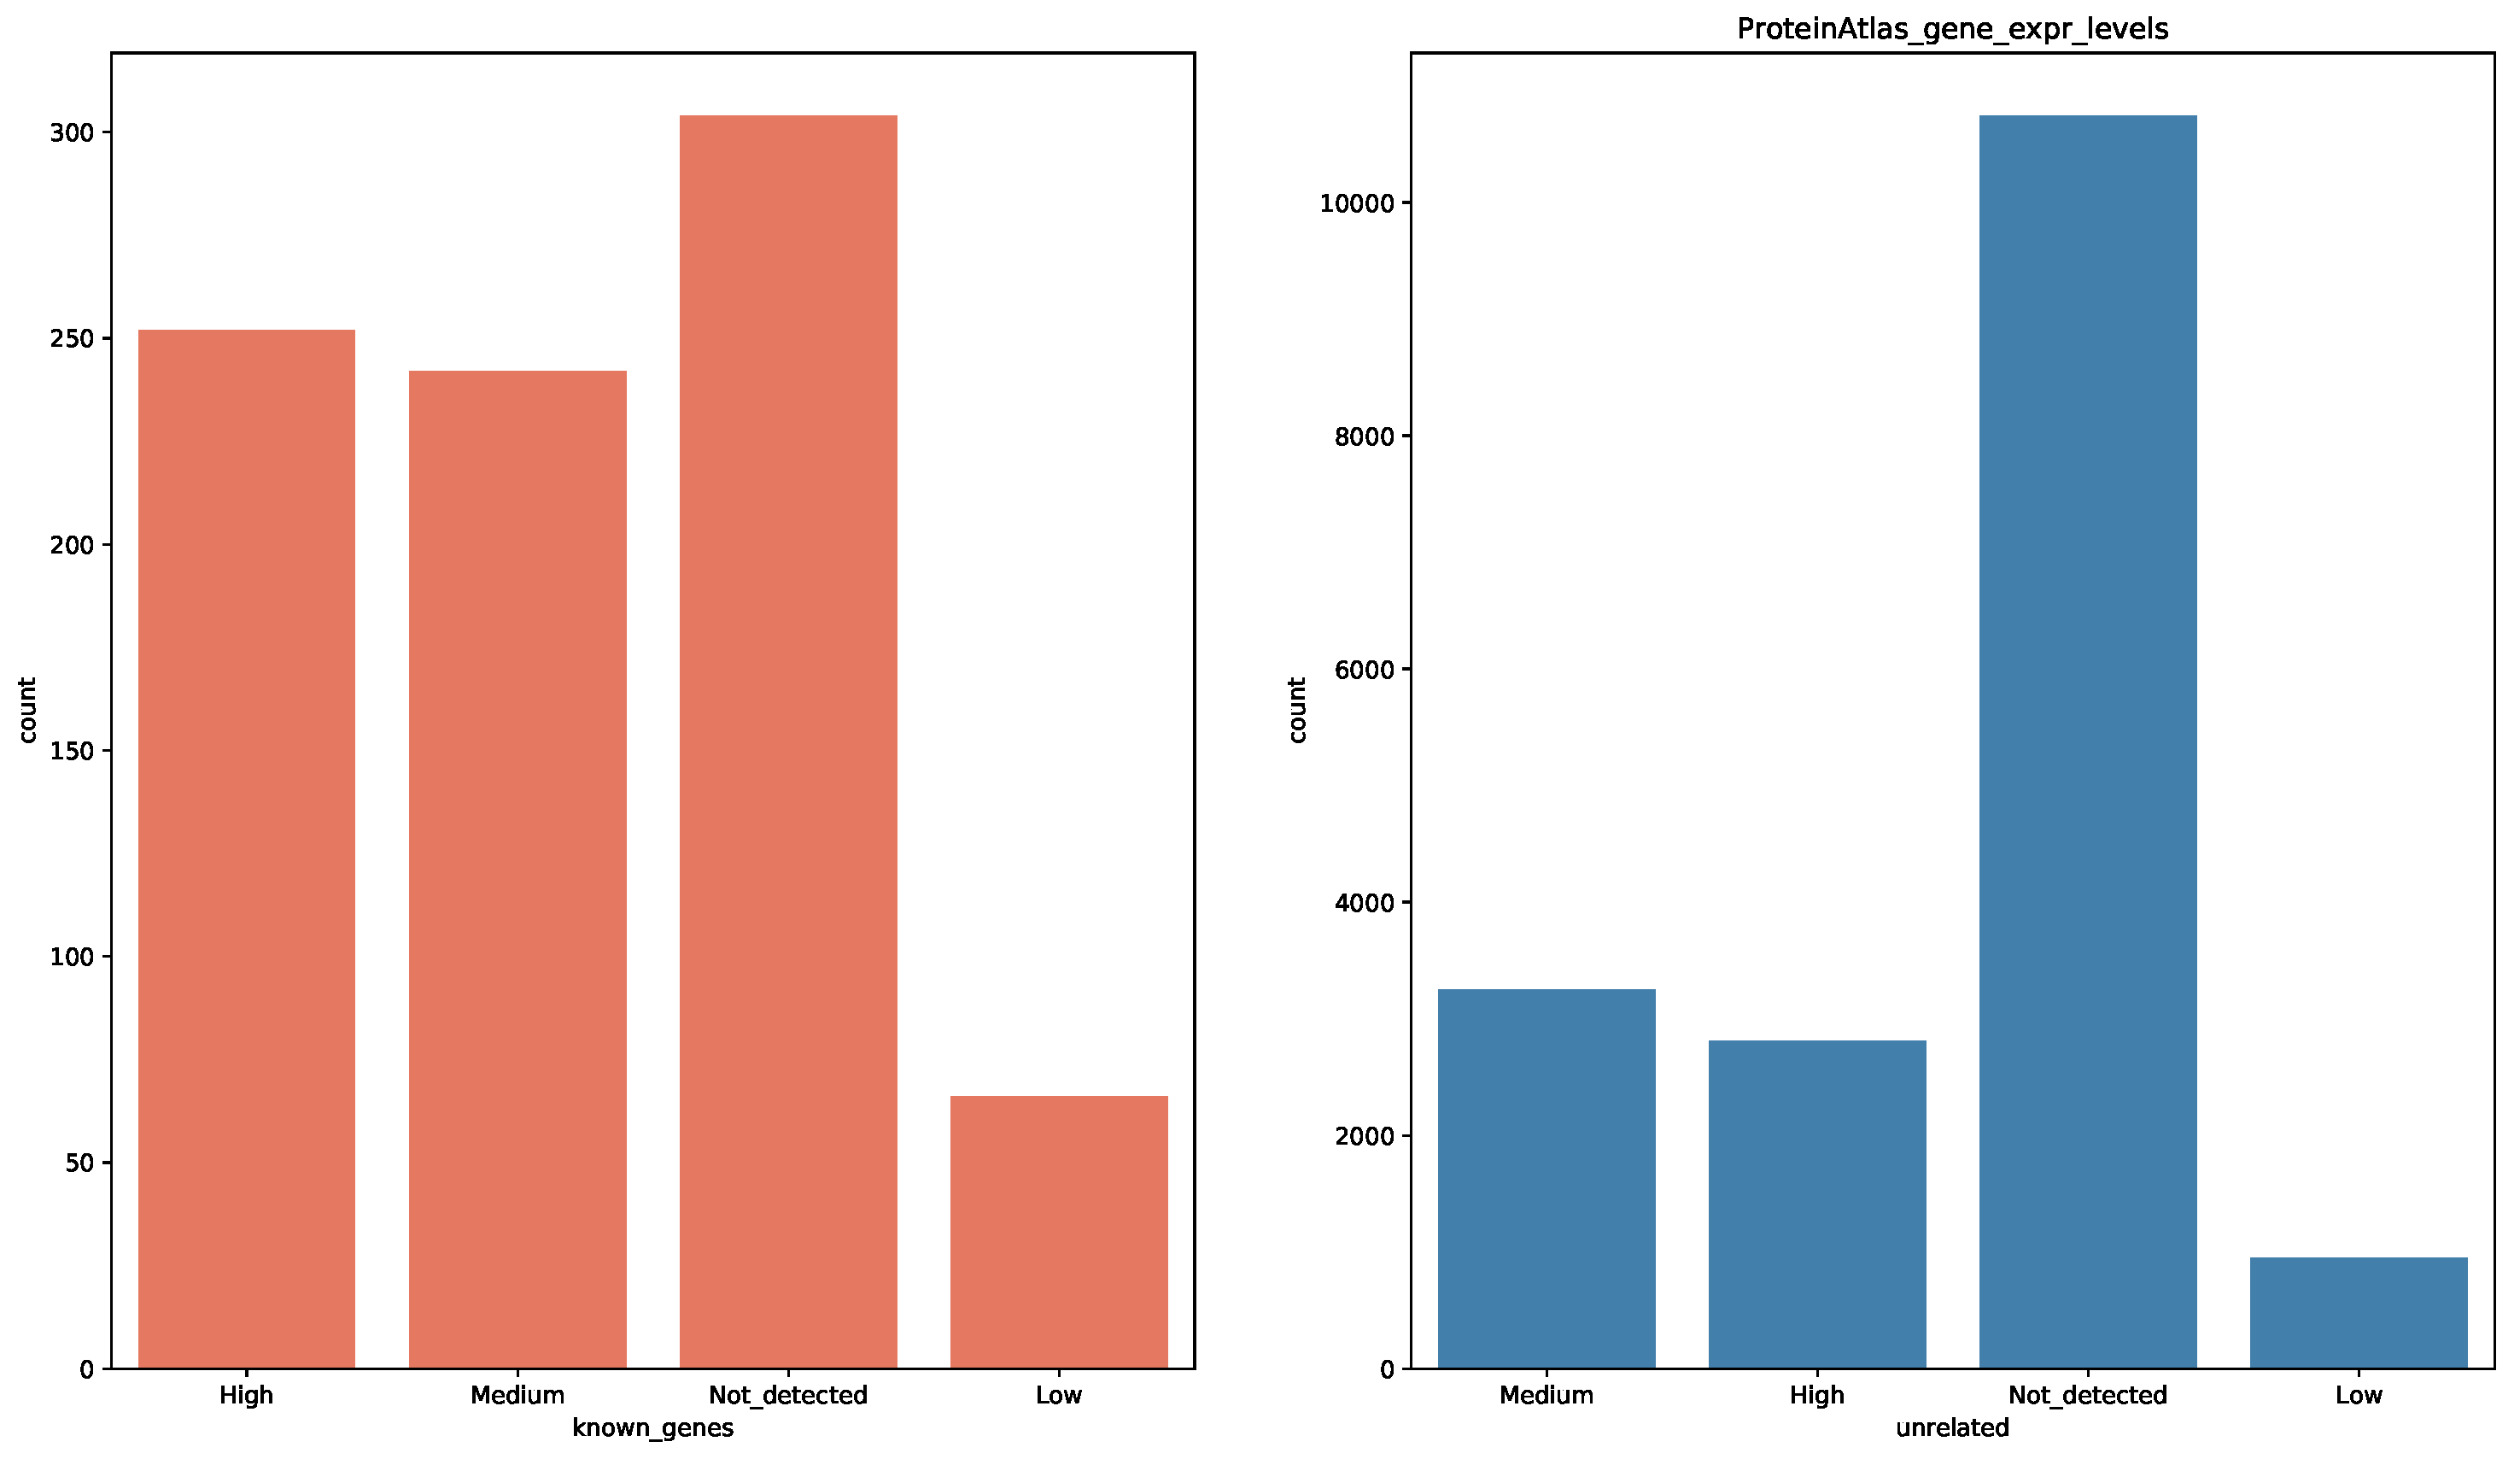 300
250
200
150
100
50
0
count
High Medium Not_detected Low
known_genes
ProteinAtlas_gene_expr_levels
10000
8000
6000
4000
2000
0
count
Medium High Not_detected Low
unrelated